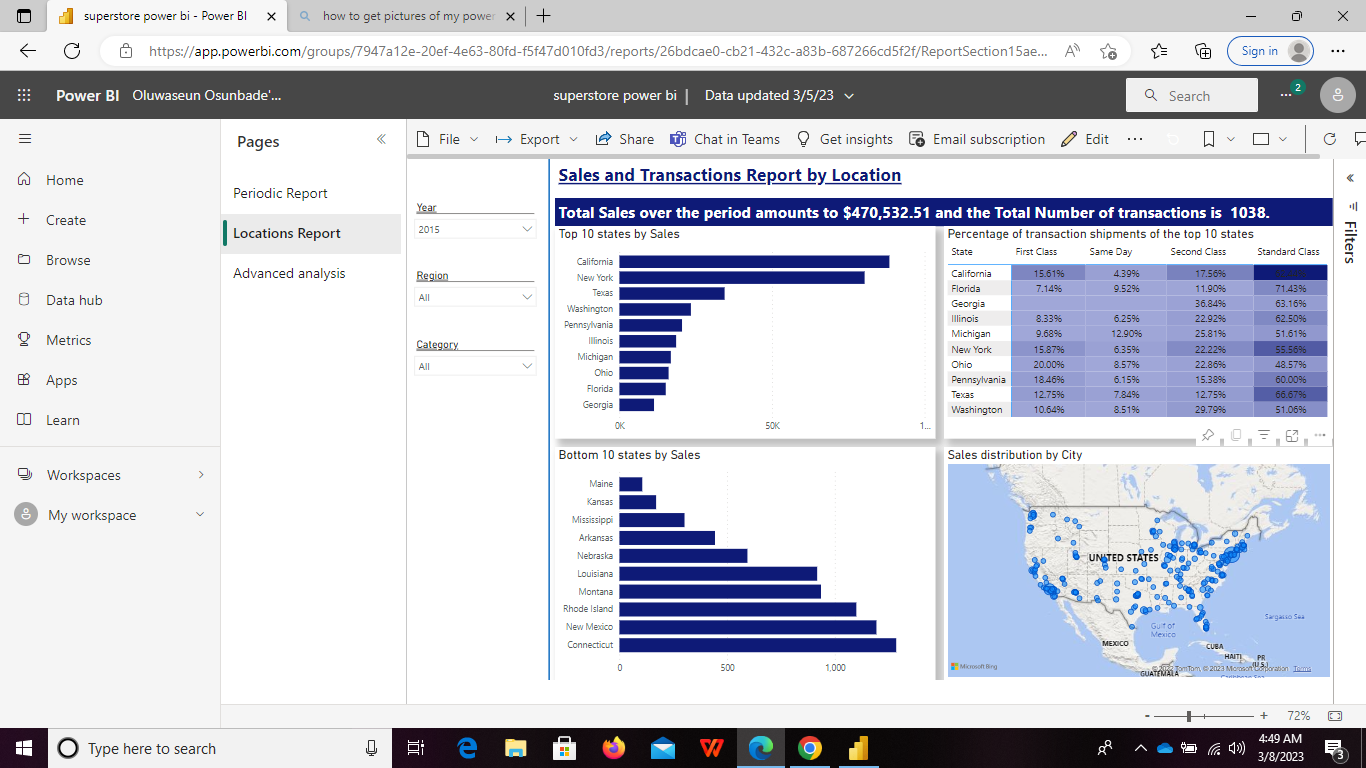 superstore power bi - Power BI
how to get pictures of my power
https://app.powerbi.com/groups/7947a12e-20ef-4e63-80fd-f5f47d010fd3/reports/26bdcae0-cb21-432c-a83b-687266cd5f2f/ReportSection15ae...
Sign in
Power BI Oluwaseun Osunbade'...
superstore power bi | Data updated 3/5/23
Search
2
Pages
File Export Share Chat in Teams Get insights Email subscription Edit
Home
Create
Browse
Data hub
Metrics
Apps
Learn
Workspaces
My workspace
Periodic Report
Locations Report
Advanced analysis
Filters
Year
2015
Region
All
Category
All
Sales and Transactions Report by Location
Total Sales over the period amounts to $470,532.51 and the Total Number of transactions is 1038.
Top 10 states by Sales
California
New York
Texas
Washington
Pennsylvania
Illinois
Michigan
Ohio
Florida
Georgia
0K 50K 1...
Percentage of transaction shipments of the top 10 states
State First Class Same Day Second Class Standard Class
California 15.61% 4.39% 17.56%
Florida 7.14% 9.52% 11.90% 71.43%
Georgia 36.84% 63.16%
Illinois 8.33% 6.25% 22.92% 62.50%
Michigan 9.68% 12.90% 25.81% 51.61%
New York 15.87% 6.35% 22.22% 55.56%
Ohio 20.00% 8.57% 22.86% 48.57%
Pennsylvania 18.46% 6.15% 15.38% 60.00%
Texas 12.75% 7.84% 12.75% 66.67%
Washington 10.64% 8.51% 29.79% 51.06%
Bottom 10 states by Sales
Maine
Kansas
Mississippi
Arkansas
Nebraska
Louisiana
Montana
Rhode Island
New Mexico
Connecticut
0 500 1,000
Sales distribution by City
UNITED STATES
Sargasso Sea
Gulf of
Mexico
MEXICO
CUBA
HAITI
PR
(U.S.)
Microsoft Bing
© 2022 TomTom, © 2023 Microsoft Corporation Terms
GUATEMALA
Caribbean Sea
- + 72%
Type here to search
4:49 AM
3/8/2023
3